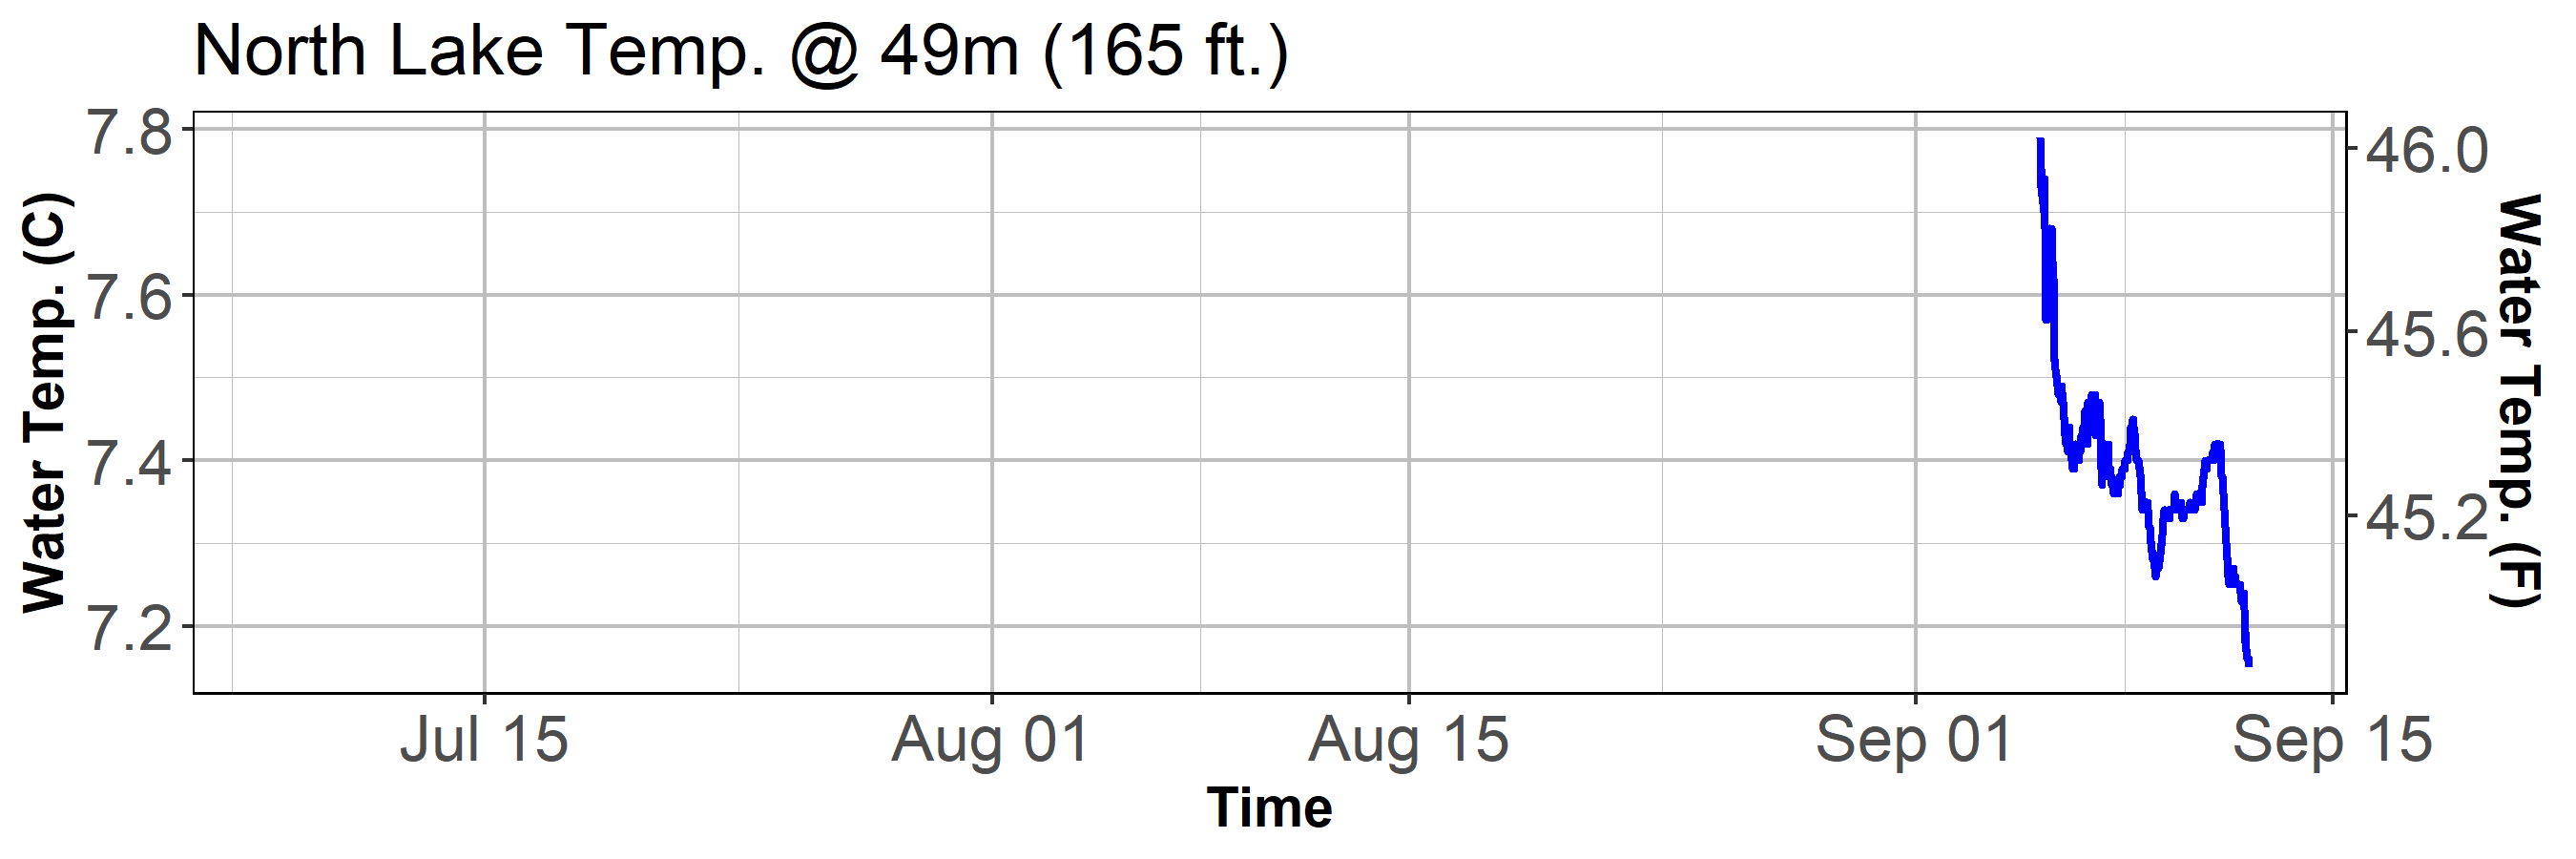 North Lake Temp. @ 49m (165 ft.)
Water Temp. (C)
7.8
7.6
7.4
7.2
46.0
45.6
45.2
Water Temp. (F)
Jul 15 Aug 01 Aug 15 Sep 01 Sep 15
Time